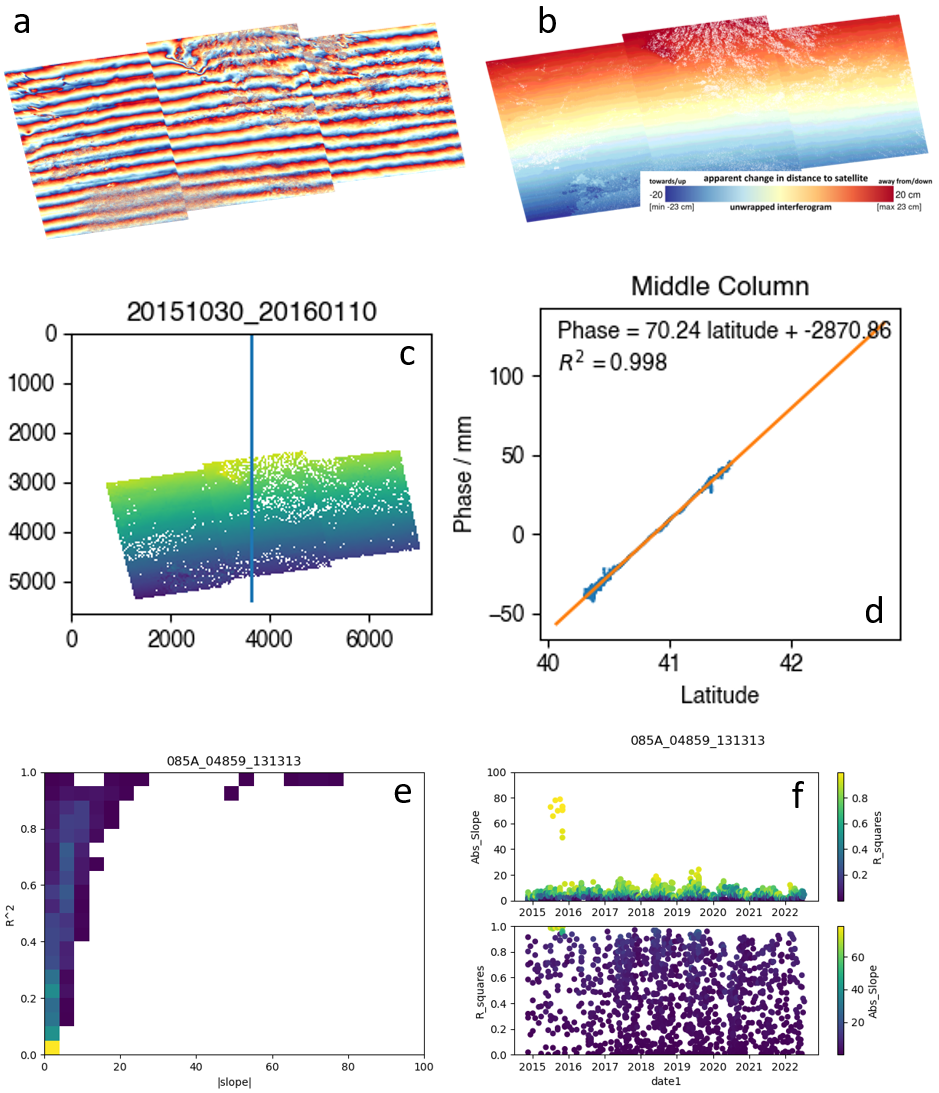 a
b
apparent change in distance to satellite
towards/up
away from/down
-20
20 cm
[min -23 cm]
unwrapped interferogram
[max 23 cm]
20151030_20160110
c
0
1000
2000
3000
4000
5000
0
2000
4000
6000
Middle Column
Phase = 70.24 latitude + -2870.86
R² = 0.998
100
50
0
−50
Phase / mm
d
40
41
42
Latitude
085A_04859_131313
e
1.0
0.8
0.6
0.4
0.2
0.0
R^2
0
20
40
60
80
100
|slope|
085A_04859_131313
f
100
80
60
40
20
0
Abs_Slope
2015
2016
2017
2018
2019
2020
2021
2022
0.8
0.6
0.4
0.2
R_squares
1.0
0.8
0.6
0.4
0.2
0.0
R_squares
2015
2016
2017
2018
2019
2020
2021
2022
date1
60
40
20
Abs_Slope